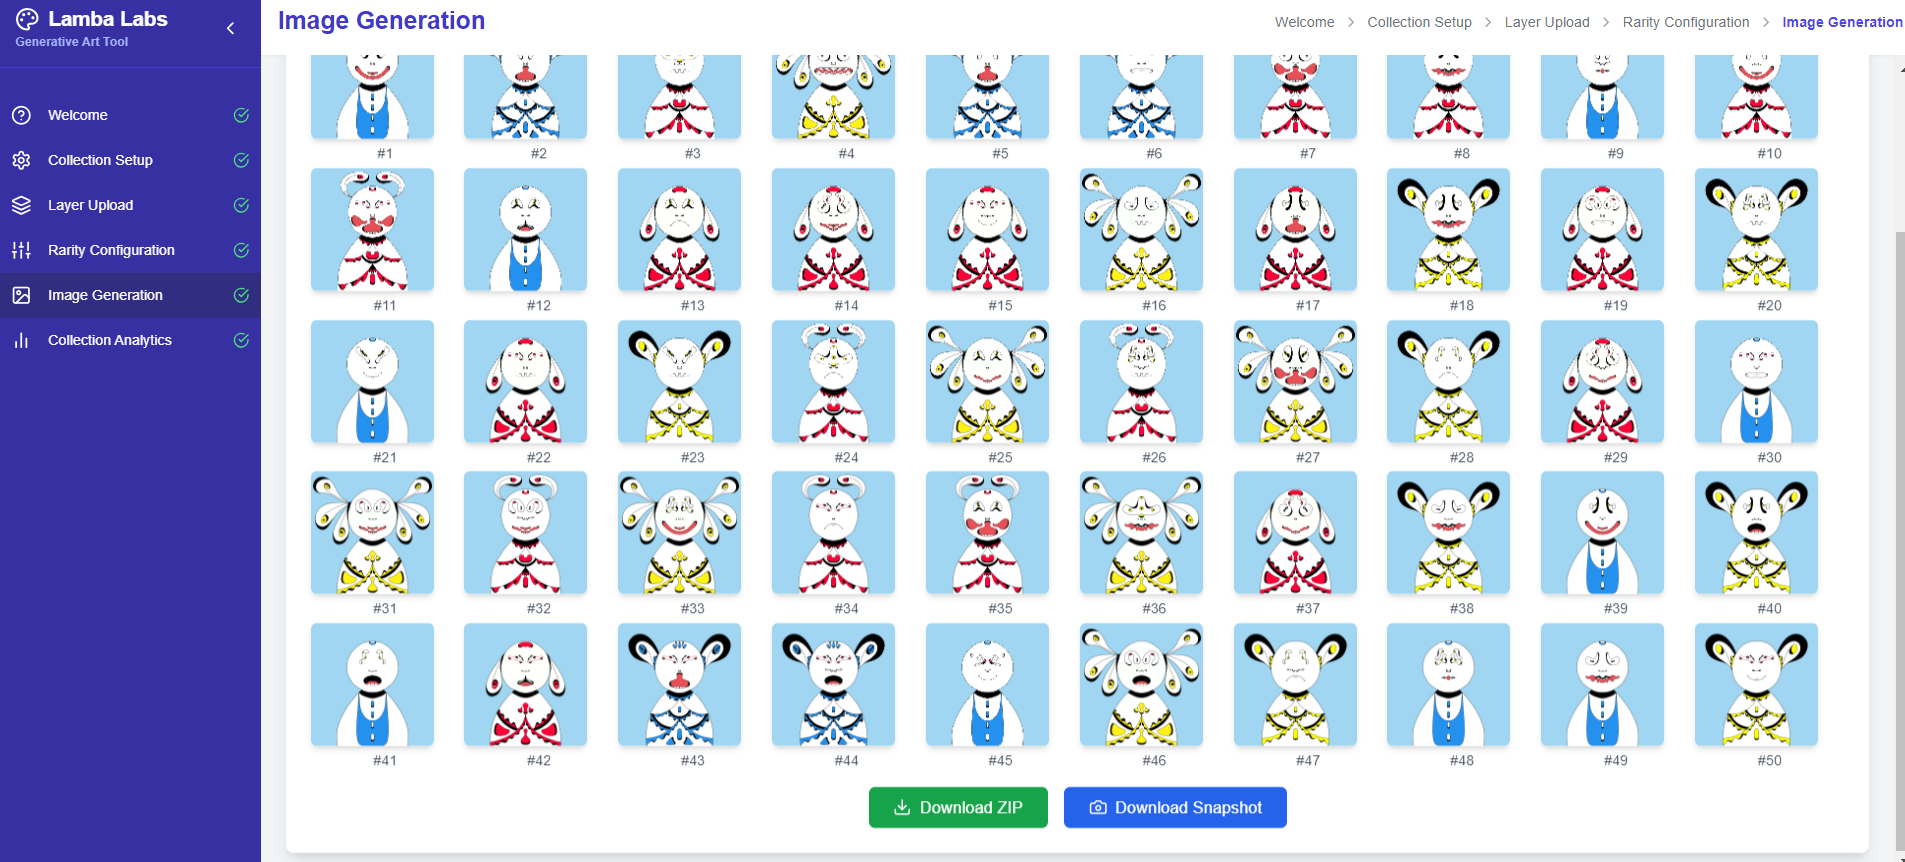 Lamba Labs
Generative Art Tool
Welcome
Collection Setup
Layer Upload
Rarity Configuration
Image Generation
Collection Analytics
Image Generation
Welcome > Collection Setup > Layer Upload > Rarity Configuration > Image Generation
#1 #2 #3 #4 #5 #6 #7 #8 #9 #10
#11 #12 #13 #14 #15 #16 #17 #18 #19 #20
#21 #22 #23 #24 #25 #26 #27 #28 #29 #30
#31 #32 #33 #34 #35 #36 #37 #38 #39 #40
#41 #42 #43 #44 #45 #46 #47 #48 #49 #50
Download ZIP
Download Snapshot